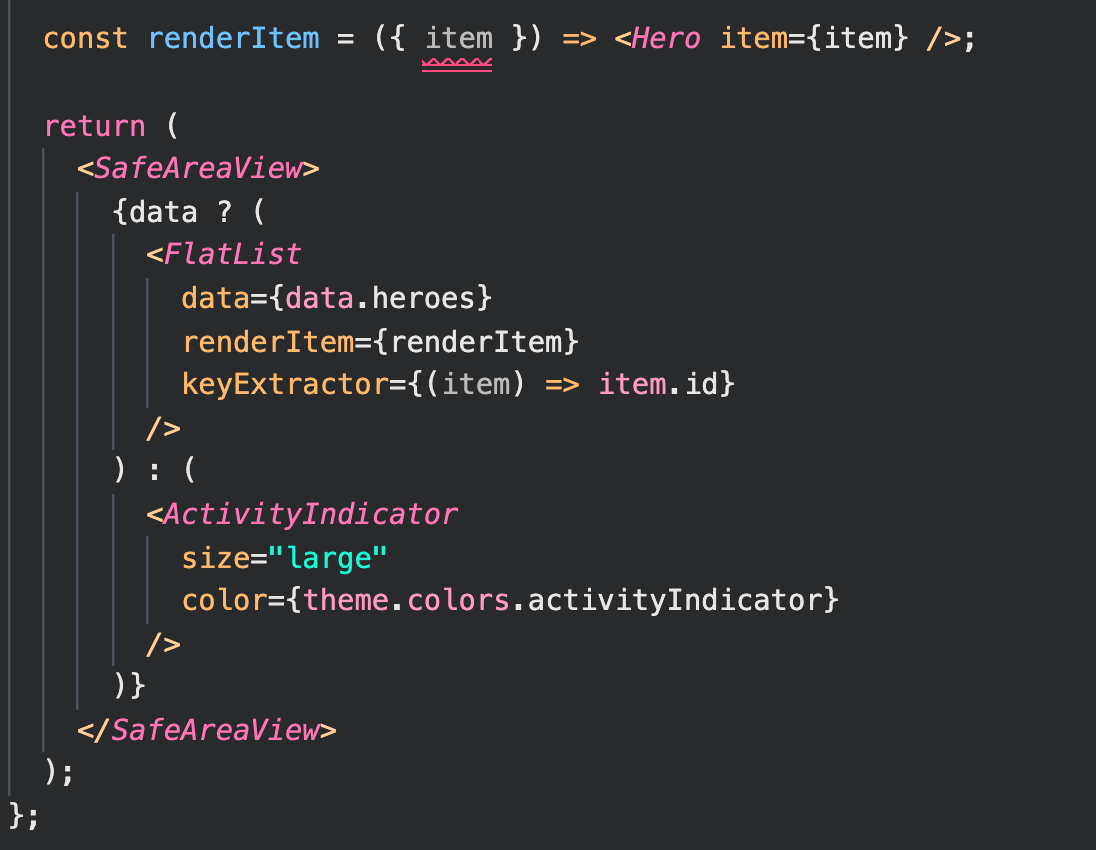 const renderItem = ({ item }) => <Hero item={item} />;
return (
<SafeAreaView>
{data ? (
<FlatList
data={data.heroes}
renderItem={renderItem}
keyExtractor={(item) => item.id}
/>
) : (
<ActivityIndicator
size="large"
color={theme.colors.activityIndicator}
/>
)}
</SafeAreaView>
);
};